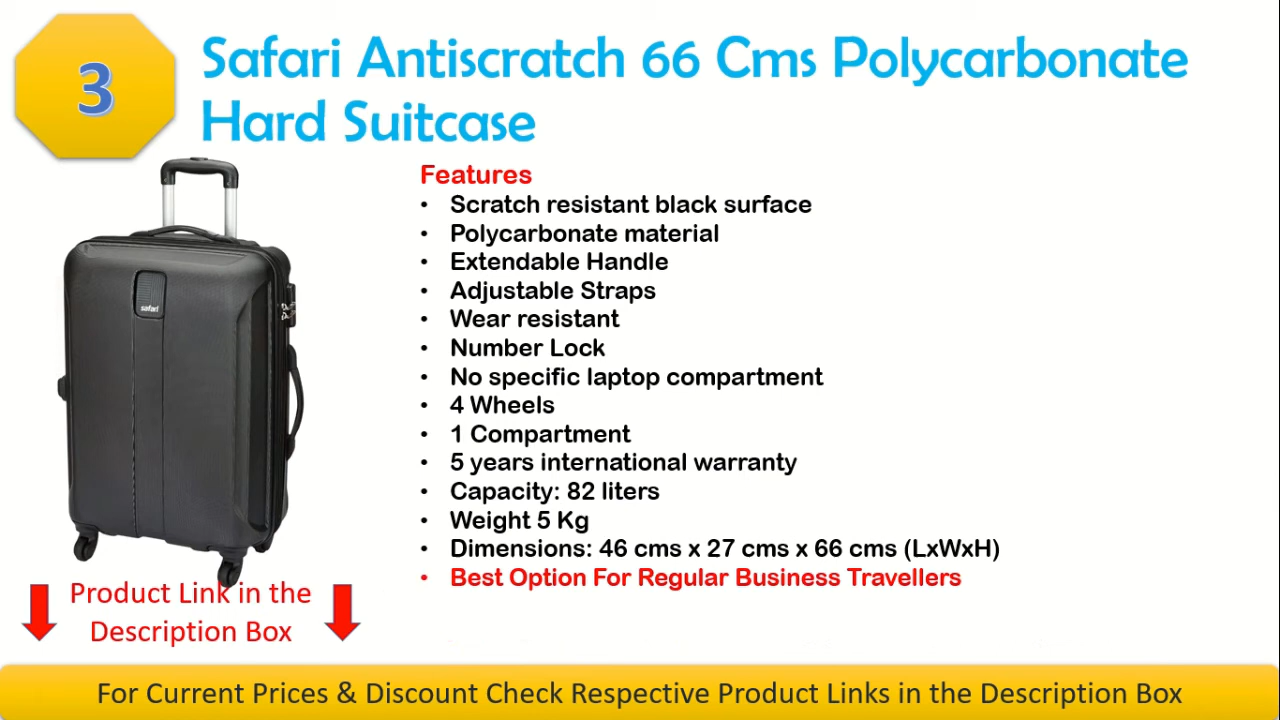 3
Safari Antiscratch 66 Cms Polycarbonate
Hard Suitcase
Features
• Scratch resistant black surface
• Polycarbonate material
• Extendable Handle
• Adjustable Straps
• Wear resistant
• Number Lock
• No specific laptop compartment
• 4 Wheels
• 1 Compartment
• 5 years international warranty
• Capacity: 82 liters
• Weight 5 Kg
• Dimensions: 46 cms x 27 cms x 66 cms (LxWxH)
• Best Option For Regular Business Travellers
safari
Product Link in the
Description Box
For Current Prices & Discount Check Respective Product Links in the Description Box